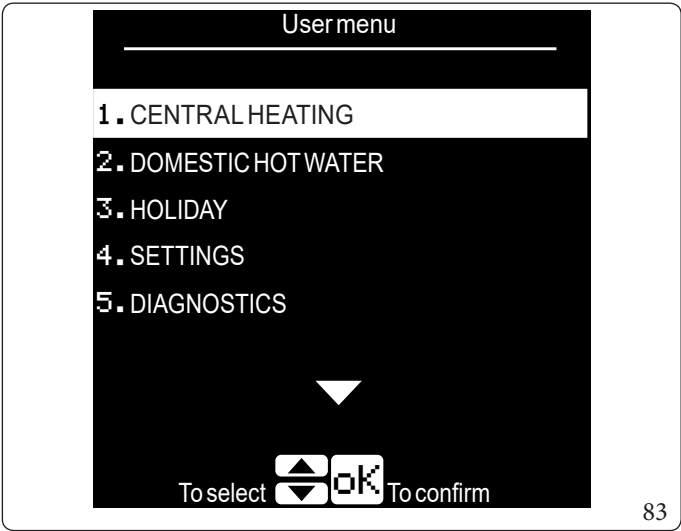 User menu
1. CENTRAL HEATING
2. DOMESTIC HOT WATER
3. HOLIDAY
4. SETTINGS
5. DIAGNOSTICS
To select oK To confirm
83